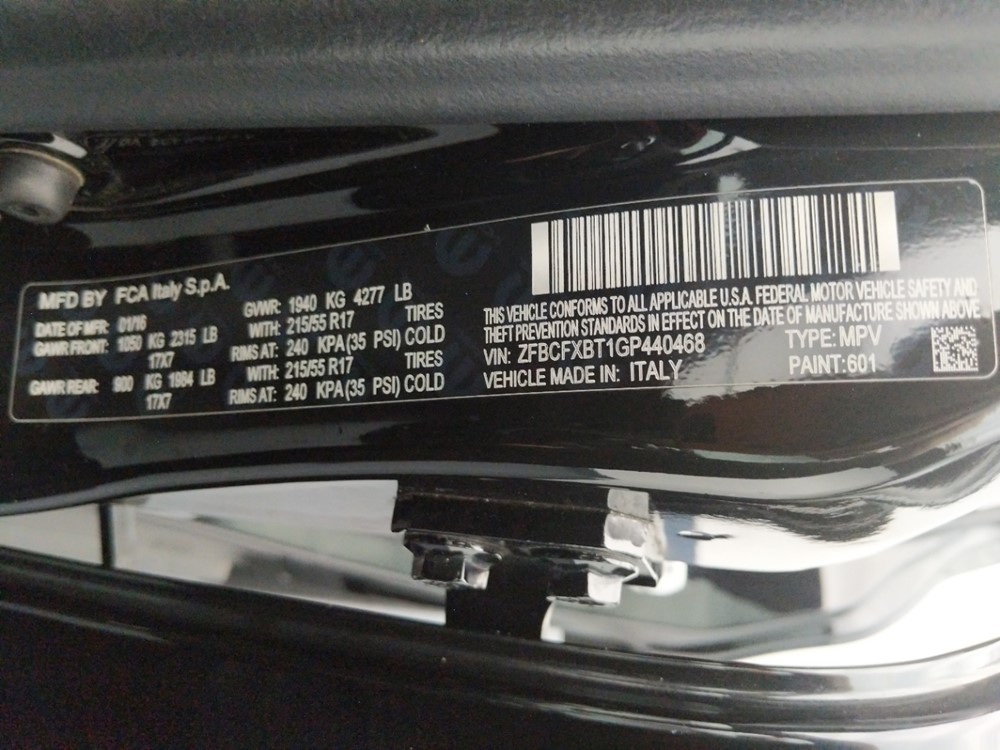 MFD BY FCA Italy S.p.A.
DATE OF MFR: 01/16 GVWR: 1940 KG 4277 LB
GAWR FRONT: 1050 KG 2315 LB WITH: 215/55 R17 TIRES
17X7 RIMS AT: 240 KPA(35 PSI) COLD
GAWR REAR: 900 KG 1984 LB WITH: 215/55 R17 TIRES
17X7 RIMS AT: 240 KPA(35 PSI) COLD
THIS VEHICLE CONFORMS TO ALL APPLICABLE U.S.A. FEDERAL MOTOR VEHICLE SAFETY AND
THEFT PREVENTION STANDARDS IN EFFECT ON THE DATE OF MANUFACTURE SHOWN ABOVE
VIN: ZFBCFXBT1GP440468 TYPE: MPV
VEHICLE MADE IN: ITALY PAINT:601